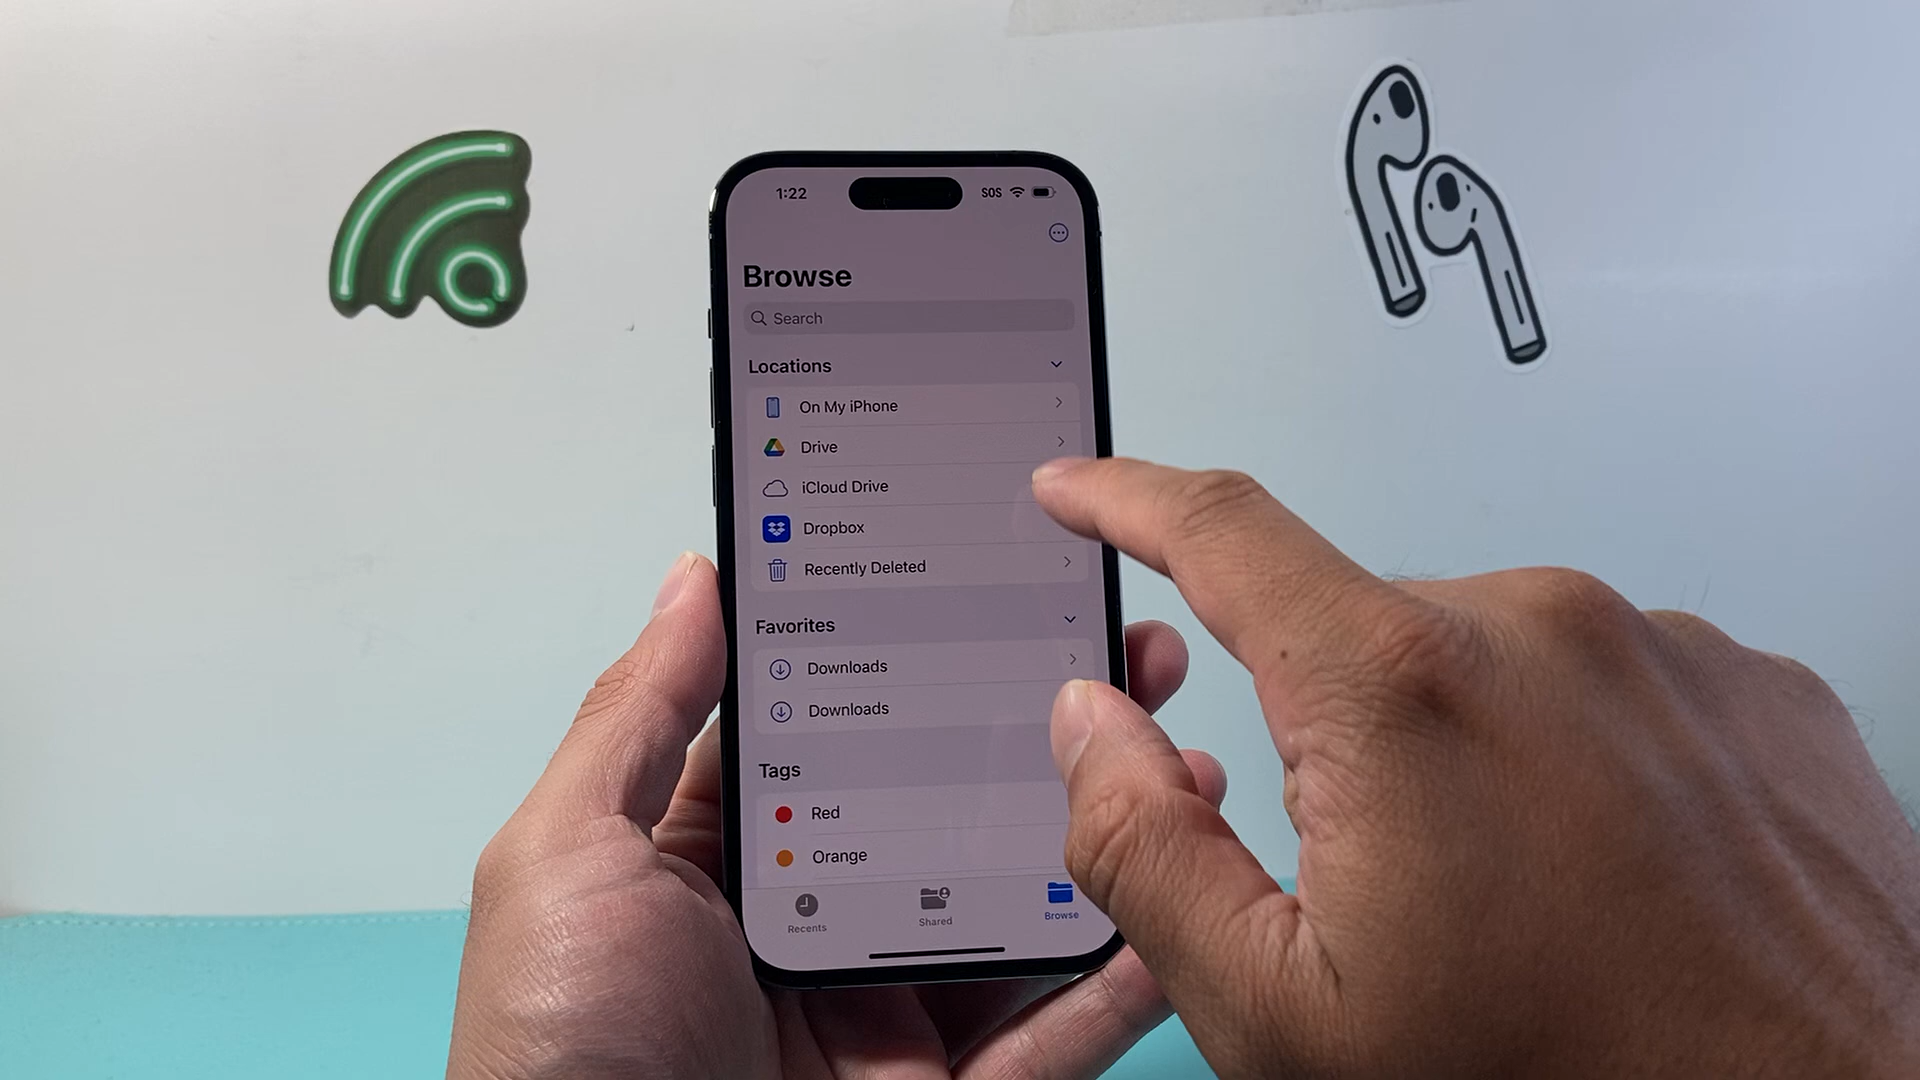 1:22
SOS
Browse
Search
Locations
On My iPhone
Drive
iCloud Drive
Dropbox
Recently Deleted
Favorites
Downloads
Downloads
Tags
Red
Orange
Recents
Shared
Browse